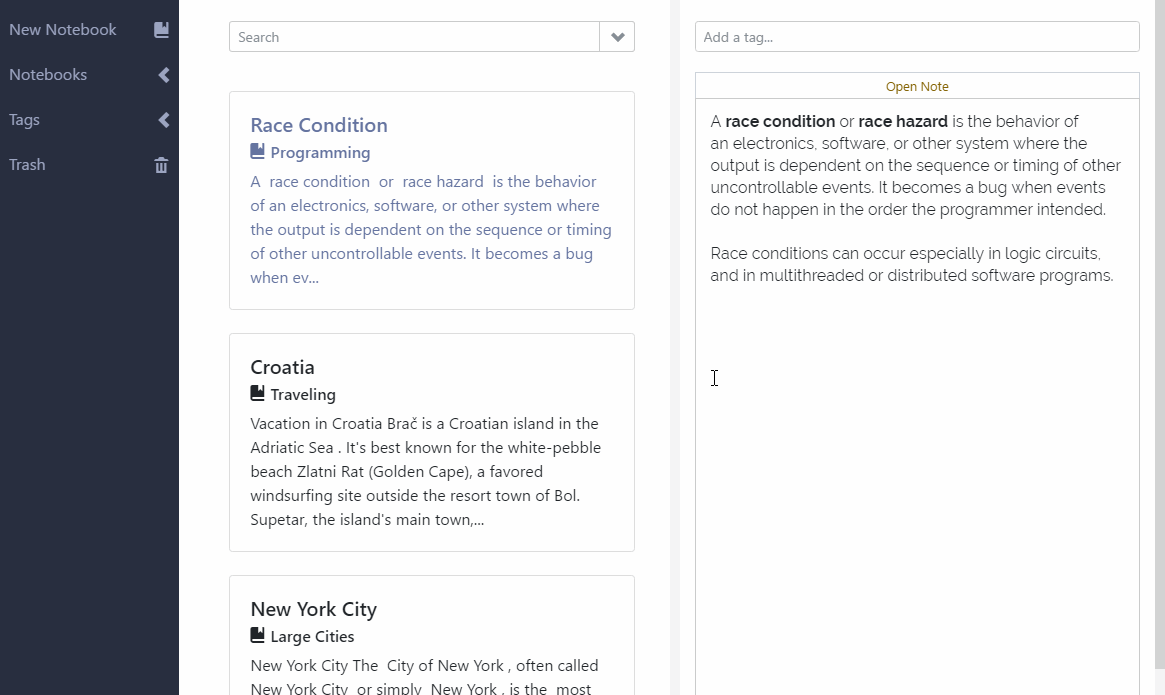 New Notebook
Notebooks
Tags
Trash
Search
Race Condition
Programming
A race condition or race hazard is the behavior
of an electronics, software, or other system where
the output is dependent on the sequence or timing
of other uncontrollable events. It becomes a bug
when ev...
Croatia
Traveling
Vacation in Croatia Brač is a Croatian island in the
Adriatic Sea . It's best known for the white-pebble
beach Zlatni Rat (Golden Cape), a favored
windsurfing site outside the resort town of Bol.
Supetar, the island's main town,...
New York City
Large Cities
New York City The City of New York , often called
New York City or simply New York , is the most
Add a tag...
Open Note
A race condition or race hazard is the behavior of
an electronics, software, or other system where the
output is dependent on the sequence or timing of other
uncontrollable events. It becomes a bug when events
do not happen in the order the programmer intended.
Race conditions can occur especially in logic circuits,
and in multithreaded or distributed software programs.